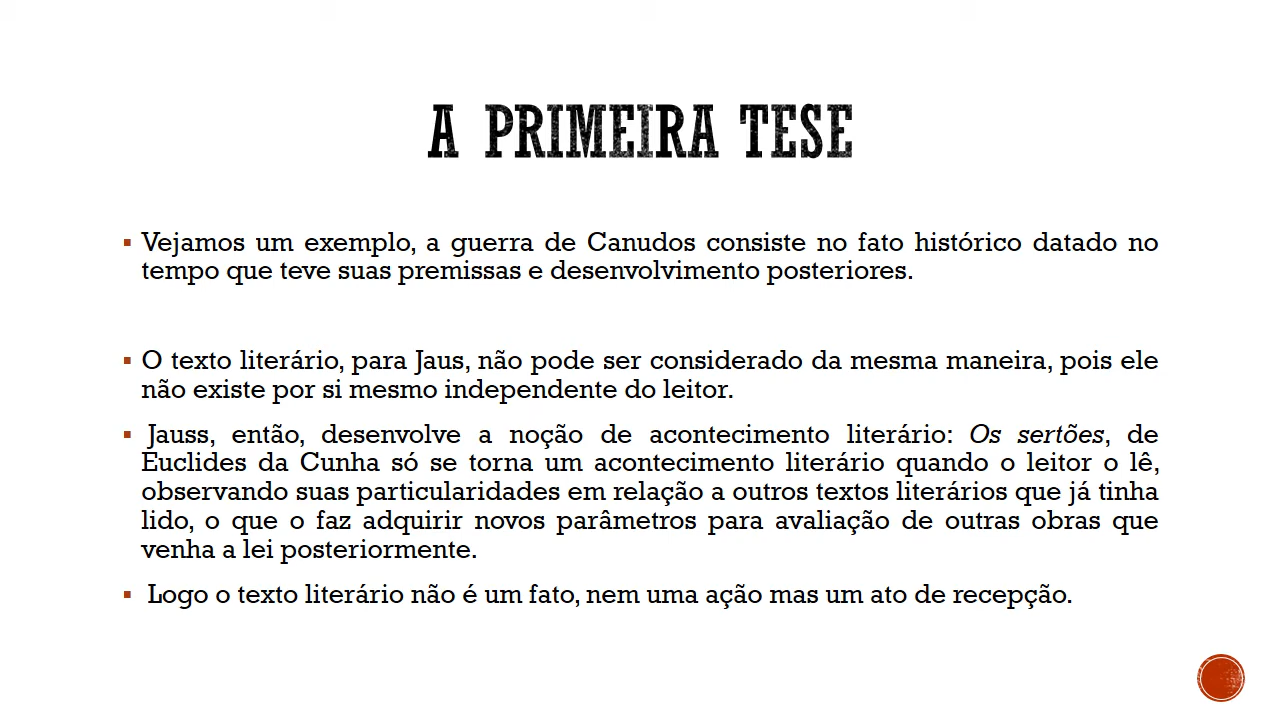 A PRIMEIRA TESE
▪ Vejamos um exemplo, a guerra de Canudos consiste no fato histórico datado no
tempo que teve suas premissas e desenvolvimento posteriores.
▪ O texto literário, para Jaus, não pode ser considerado da mesma maneira, pois ele
não existe por si mesmo independente do leitor.
▪ Jauss, então, desenvolve a noção de acontecimento literário: Os sertões, de
Euclides da Cunha só se torna um acontecimento literário quando o leitor o lê,
observando suas particularidades em relação a outros textos literários que já tinha
lido, o que o faz adquirir novos parâmetros para avaliação de outras obras que
venha a lei posteriormente.
▪ Logo o texto literário não é um fato, nem uma ação mas um ato de recepção.